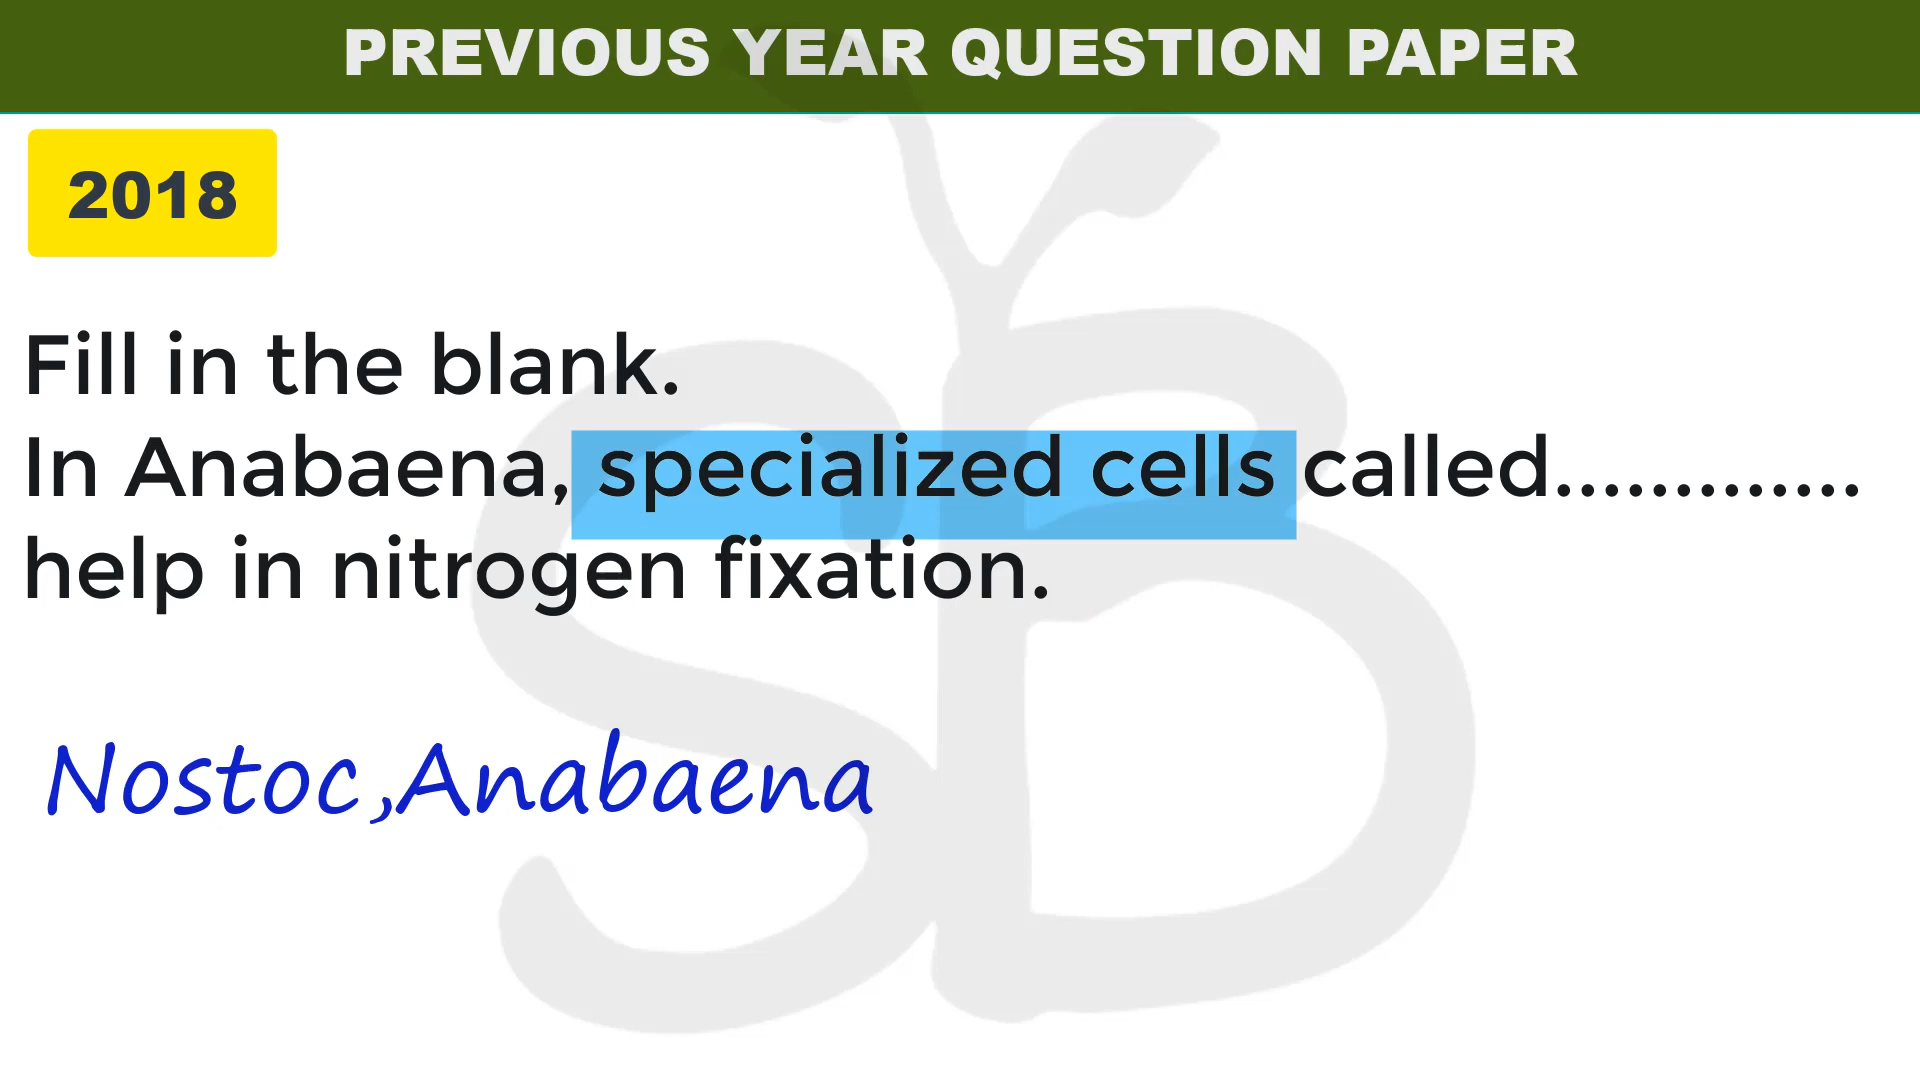 PREVIOUS YEAR QUESTION PAPER
2018
Fill in the blank.
In Anabaena, specialized cells called.............
help in nitrogen fixation.
Nostoc,Anabaena